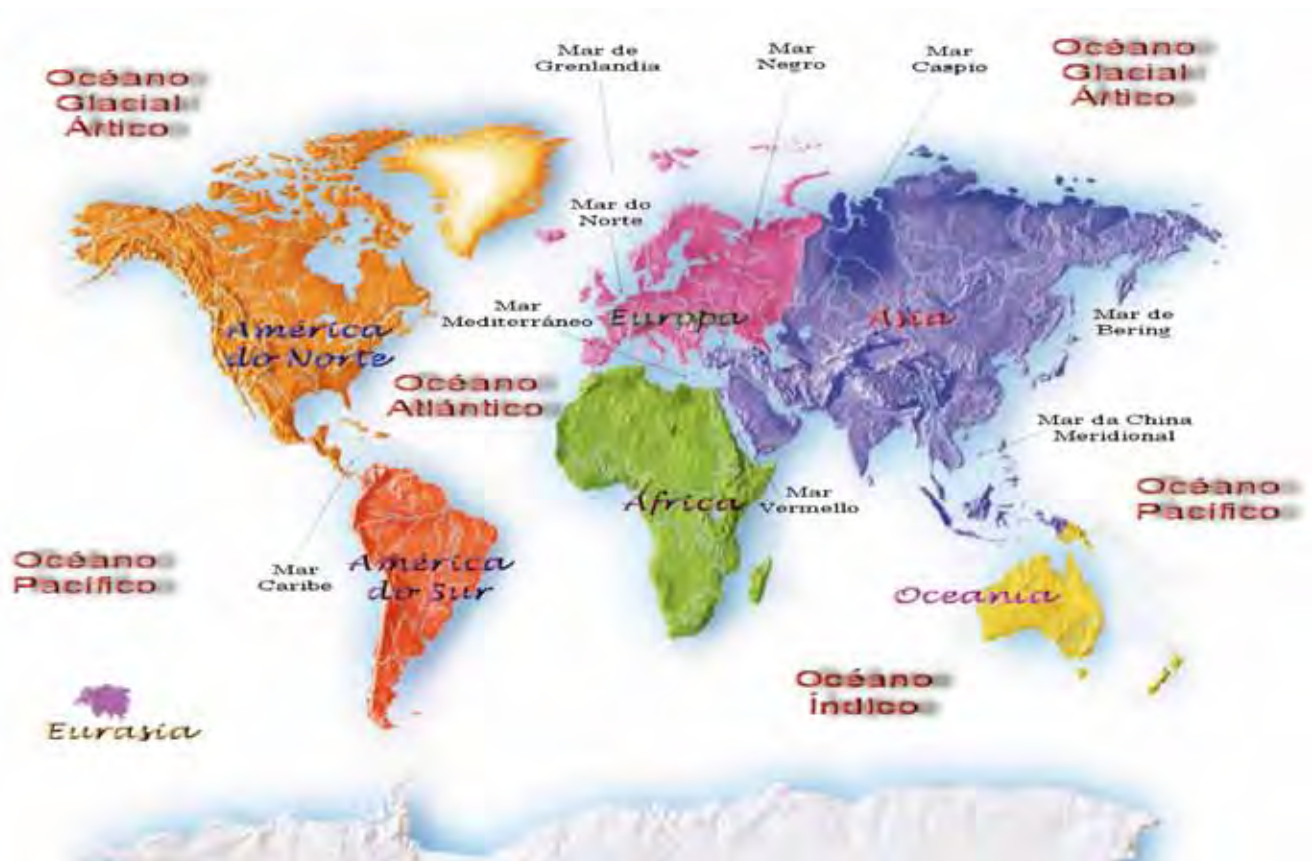 Océano
Glacial
Ártico
Mar de
Grenlandia
Mar
Negro
Mar
Caspio
Océano
Glacial
Ártico
Mar do
Norte
Mar
Mediterráneo
Europa
Asia
Mar de
Bering
América
do Norte
Océano
Atlántico
Mar da China
Meridional
África
Mar
Vermello
Océano
Pacífico
Océano
Pacífico
Mar
Caribe
América
do Sur
Oceanía
Océano
Índico
Eurasia